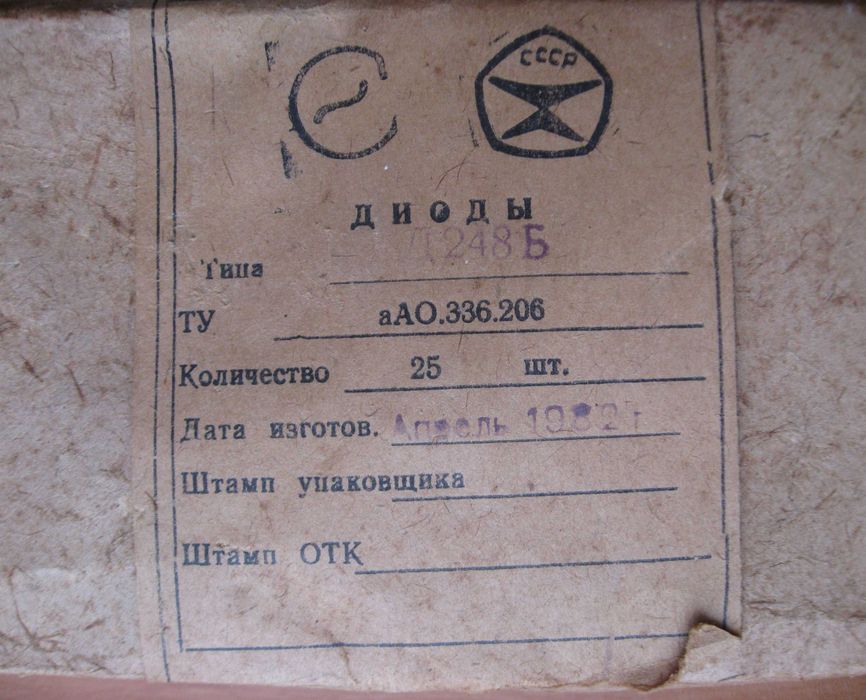 СССР
ДИОДЫ
Типа Д248Б
ТУ аАО.336.206
Количество 25 шт.
Дата изготов. Апрель 1982 г
Штамп упаковщика
Штамп ОТК